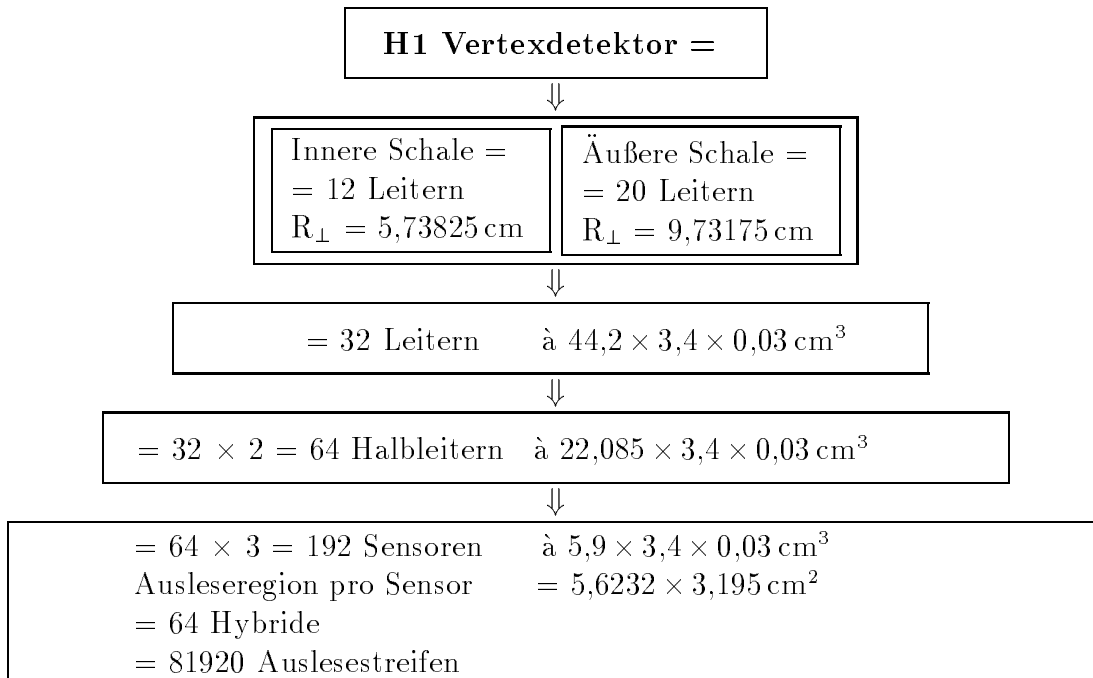 H1 Vertexdetektor =
⇓
Innere Schale =
= 12 Leitern
R⊥ = 5,73825 cm
Äußere Schale =
= 20 Leitern
R⊥ = 9,73175 cm
⇓
= 32 Leitern à 44,2 × 3,4 × 0,03 cm³
⇓
= 32 × 2 = 64 Halbleitern à 22,085 × 3,4 × 0,03 cm³
⇓
= 64 × 3 = 192 Sensoren à 5,9 × 3,4 × 0,03 cm³
Ausleseregion pro Sensor = 5,6232 × 3,195 cm²
= 64 Hybride
= 81920 Auslesestreifen